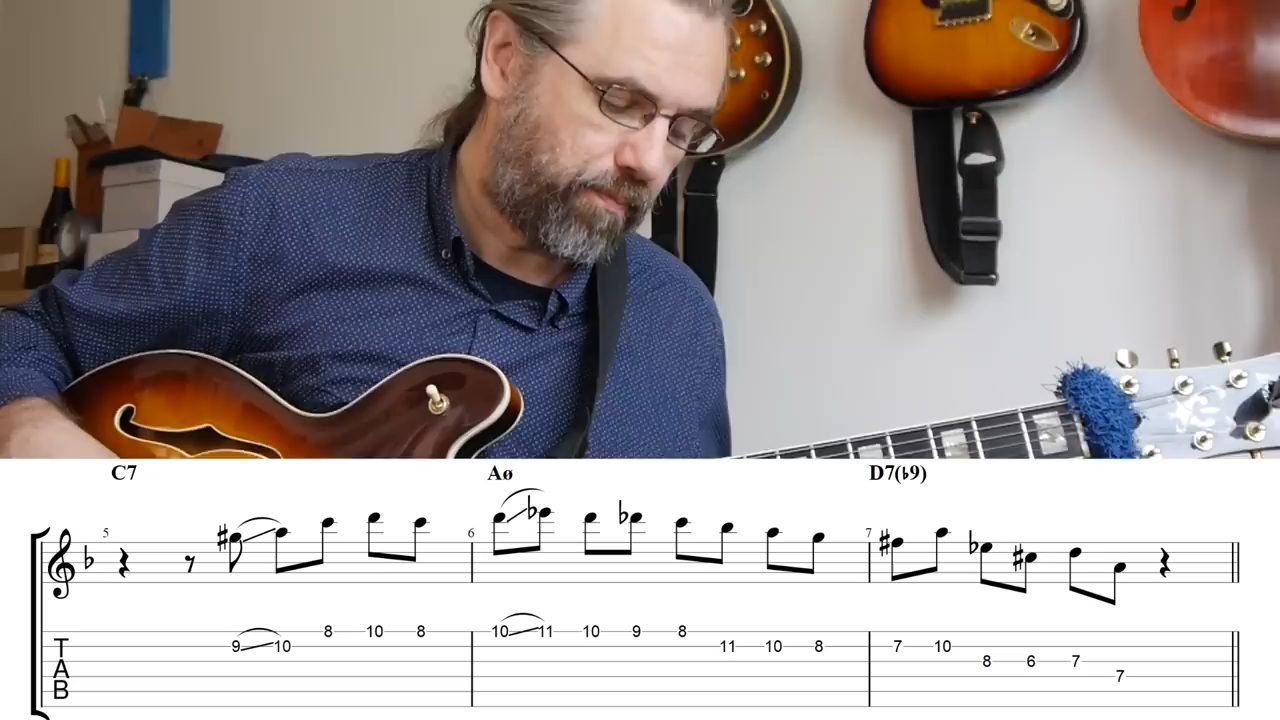 C7 Aø D7(♭9)
5 6 7
8 10 8 10 11 10 9 8
T 9 10 11 10 8 7 10
8 6 7
A 7
B